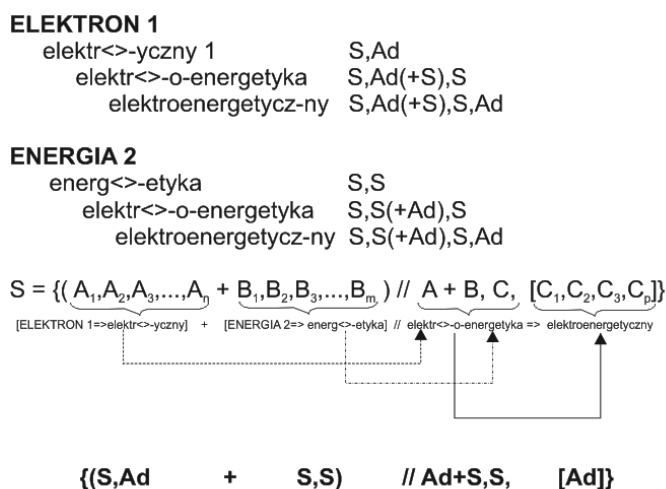 ELEKTRON 1
elektr<>-yczny 1 S,Ad
elektr<>-o-energetyka S,Ad(+S),S
elektroenergetycz-ny S,Ad(+S),S,Ad
ENERGIA 2
energ<>-etyka S,S
elektr<>-o-energetyka S,S(+Ad),S
elektroenergetycz-ny S,S(+Ad),S,Ad
S = {( A₁,A₂,A₃,...,Aₙ + B₁,B₂,B₃,...,Bₘ, ) // A + B, C, [C₁,C₂,C₃,Cₚ]}
[ELEKTRON 1=>elektr<>-yczny] + [ENERGIA 2=> energ<>-etyka] // elektr<>-o-energetyka => elektroenergetyczny
{(S,Ad + S,S) // Ad+S,S, [Ad]}